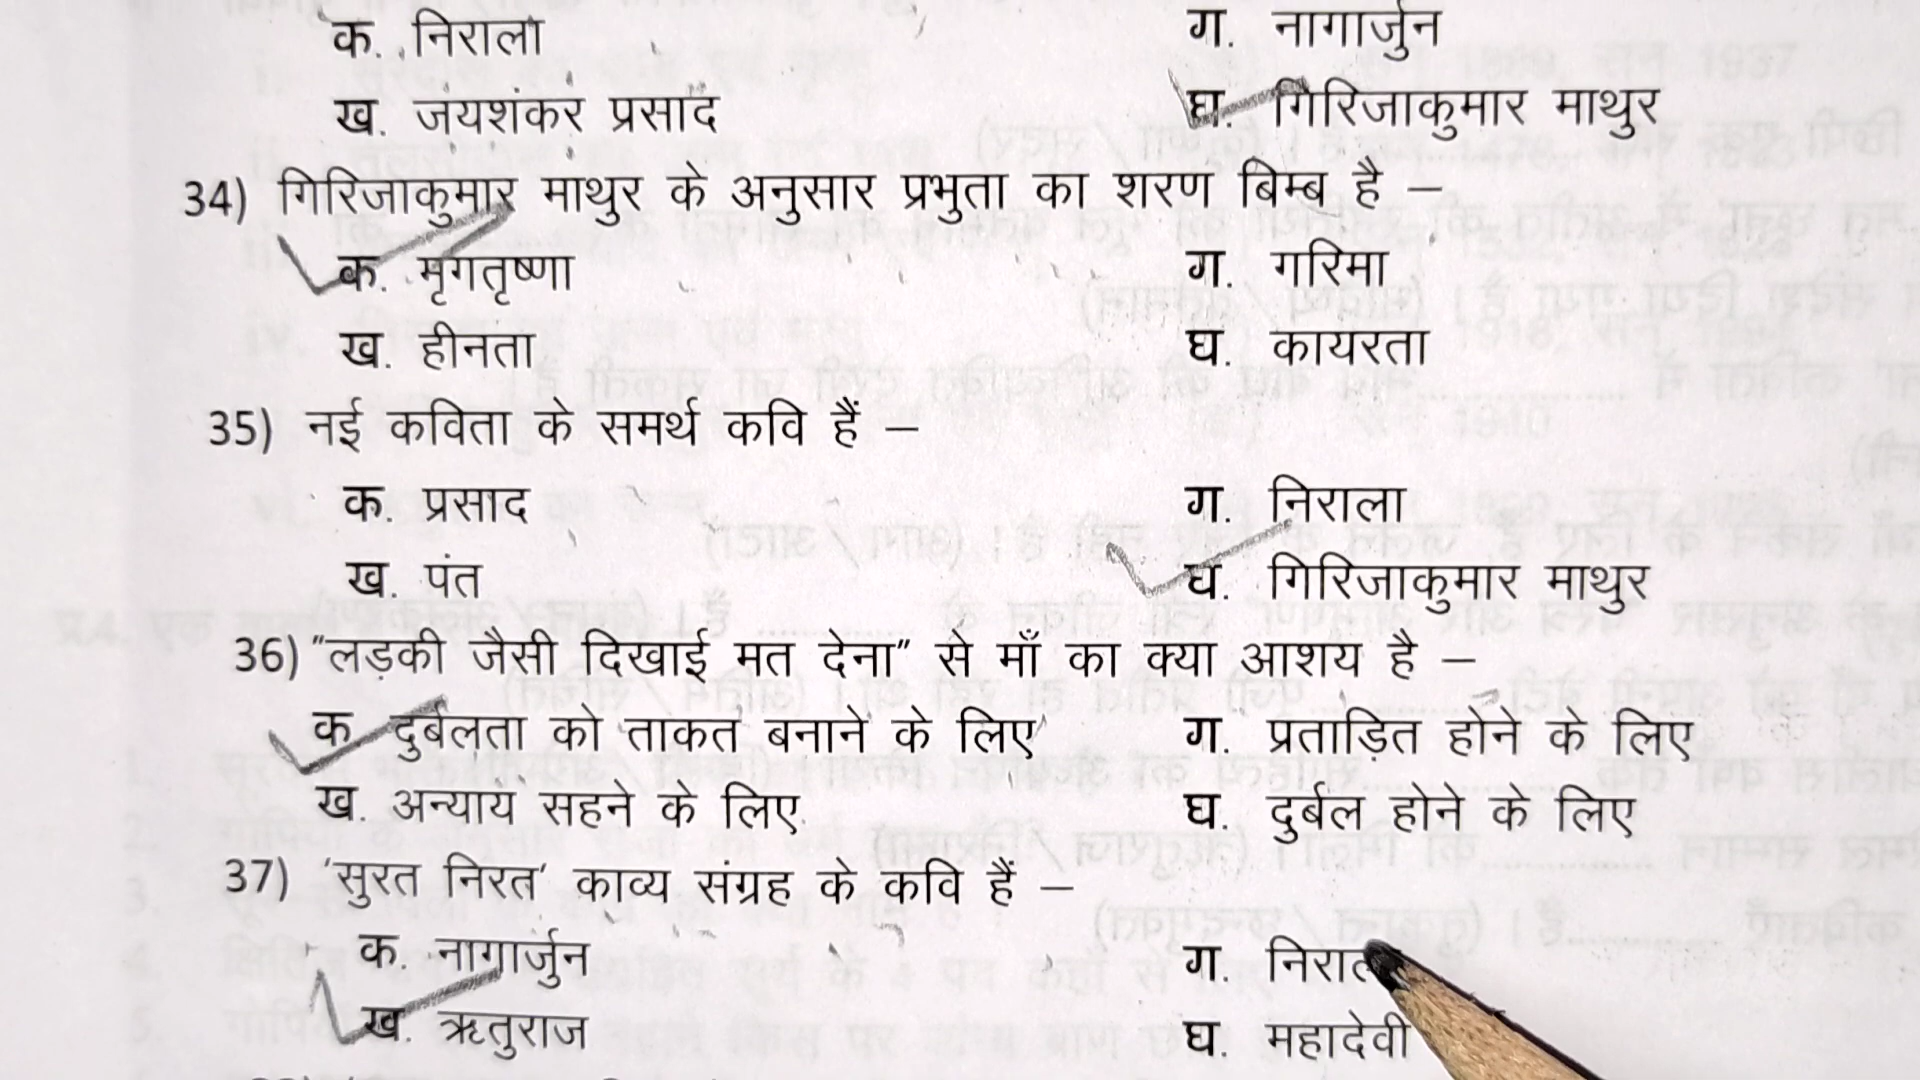 क. निराला ग. नागार्जुन
ख. जयशंकर प्रसाद घ. गिरिजाकुमार माथुर
34) गिरिजाकुमार माथुर के अनुसार प्रभुता का शरण बिम्ब है –
क. मृगतृष्णा ग. गरिमा
ख. हीनता घ. कायरता
35) नई कविता के समर्थ कवि हैं –
क. प्रसाद ग. निराला
ख. पंत घ. गिरिजाकुमार माथुर
36) "लड़की जैसी दिखाई मत देना" से माँ का क्या आशय है –
क. दुर्बलता को ताकत बनाने के लिए ग. प्रताड़ित होने के लिए
ख. अन्याय सहने के लिए घ. दुर्बल होने के लिए
37) 'सुरत निरत' काव्य संग्रह के कवि हैं –
क. नागार्जुन ग.
ख. ऋतुराज घ. महादेवी